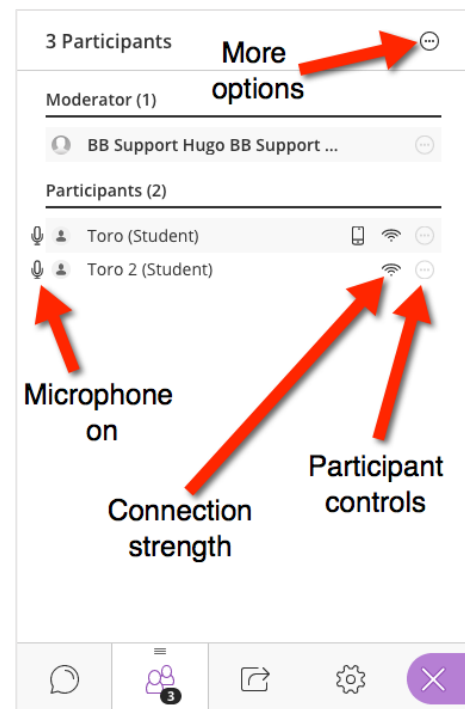 3 Participants
More
options
Moderator (1)
BB Support Hugo BB Support ...
Participants (2)
Toro (Student)
Toro 2 (Student)
Microphone
on
Participant
controls
Connection
strength
3